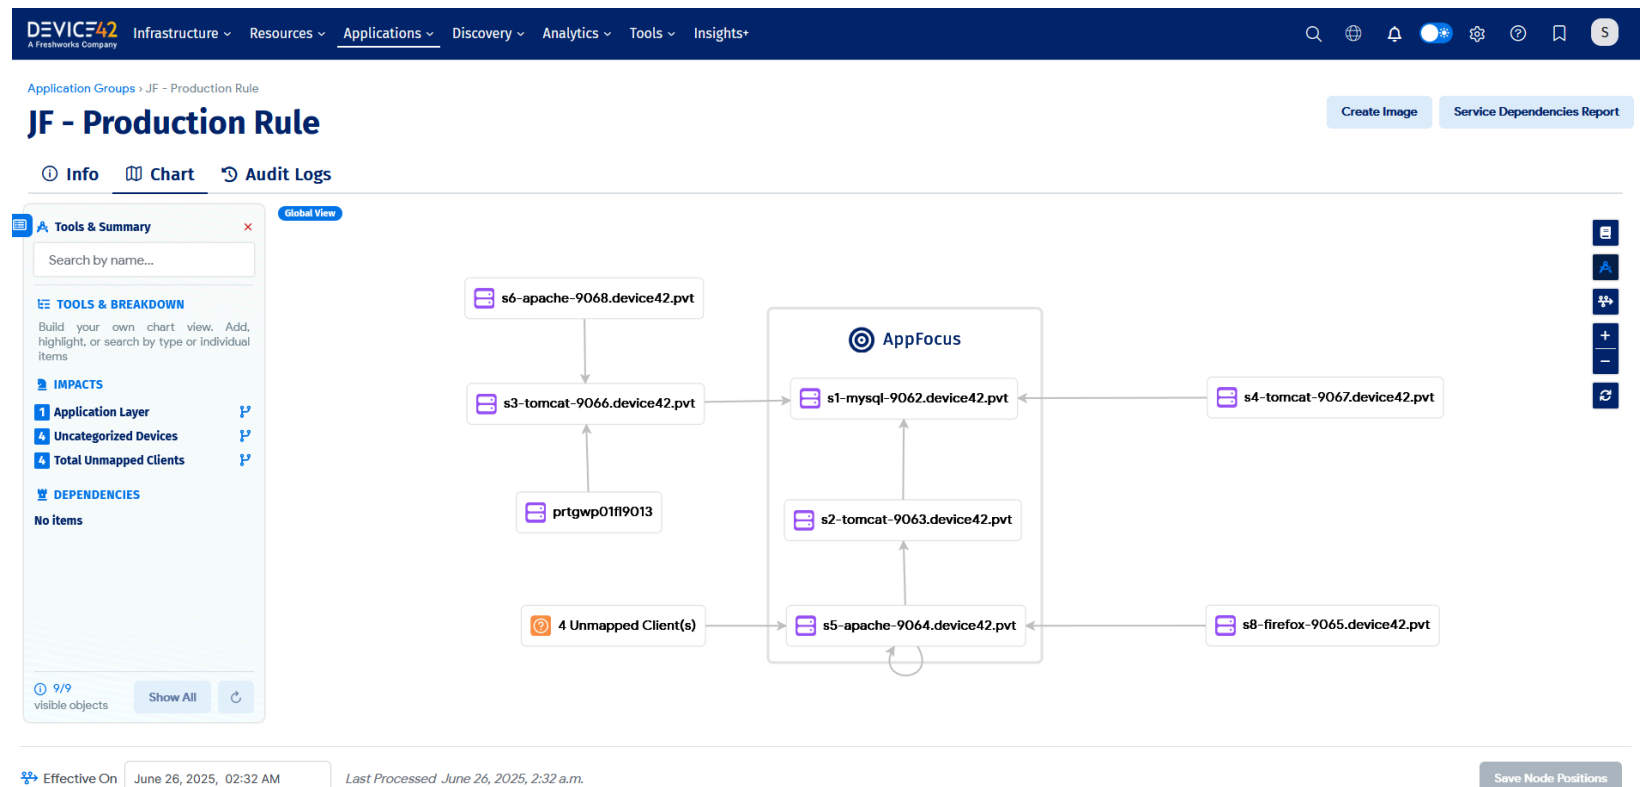 DEVICE42
A Freshworks Company
Infrastructure
Resources
Applications
Discovery
Analytics
Tools
Insights+
S
Application Groups › JF - Production Rule
JF - Production Rule
Create Image
Service Dependencies Report
Info
Chart
Audit Logs
Tools & Summary
Search by name...
TOOLS & BREAKDOWN
Build your own chart view. Add,
highlight, or search by type or individual
items
IMPACTS
1 Application Layer
4 Uncategorized Devices
4 Total Unmapped Clients
DEPENDENCIES
No items
9/9
visible objects
Show All
Global View
s6-apache-9068.device42.pvt
AppFocus
s3-tomcat-9066.device42.pvt
s1-mysql-9062.device42.pvt
s4-tomcat-9067.device42.pvt
prtgwp01fl9013
s2-tomcat-9063.device42.pvt
4 Unmapped Client(s)
s5-apache-9064.device42.pvt
s8-firefox-9065.device42.pvt
Effective On
June 26, 2025, 02:32 AM
Last Processed June 26, 2025, 2:32 a.m.
Save Node Positions